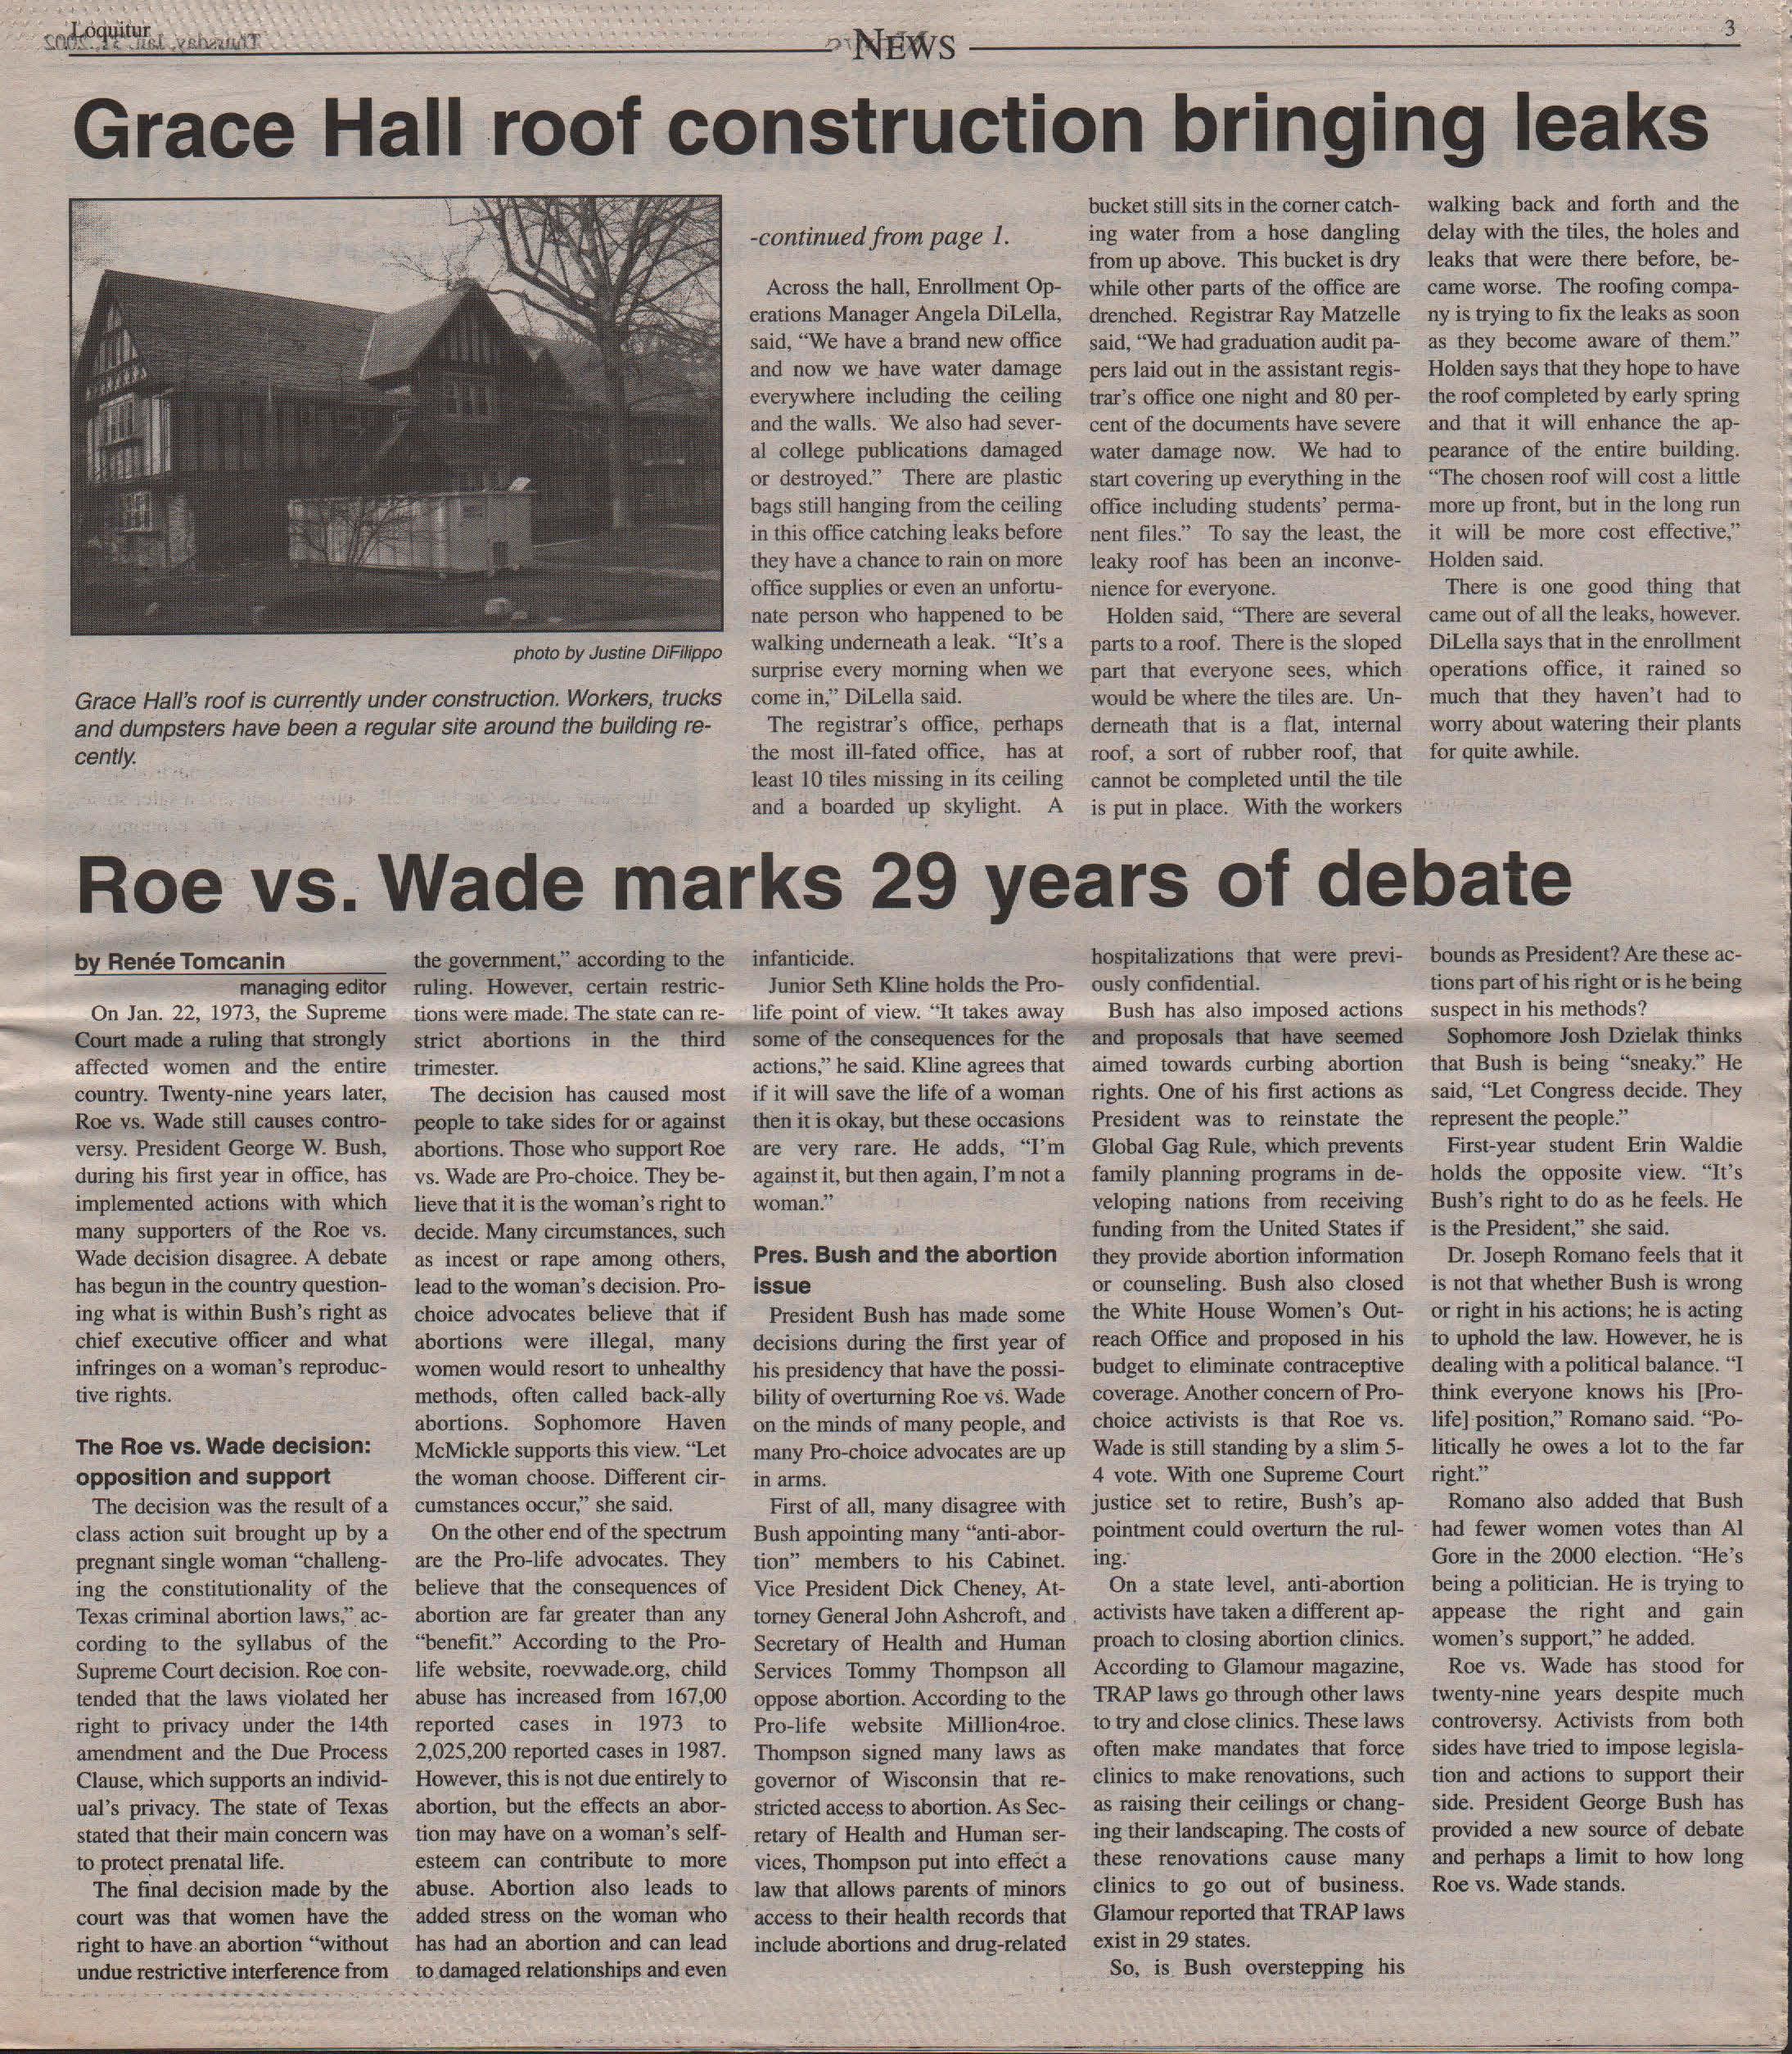 Loquitur
NEWS
3
Grace Hall roof construction bringing leaks
photo by Justine DiFilippo
Grace Hall's roof is currently under construction. Workers, trucks
and dumpsters have been a regular site around the building re-
cently.
-continued from page 1.
Across the hall, Enrollment Op-
erations Manager Angela DiLella,
said, “We have a brand new office
and now we have water damage
everywhere including the ceiling
and the walls. We also had sever-
al college publications damaged
or destroyed.” There are plastic
bags still hanging from the ceiling
in this office catching leaks before
they have a chance to rain on more
office supplies or even an unfortu-
nate person who happened to be
walking underneath a leak. “It's a
surprise every morning when we
come in,” DiLella said.
The registrar's office, perhaps
the most ill-fated office, has at
least 10 tiles missing in its ceiling
and a boarded up skylight. A
bucket still sits in the corner catch-
ing water from a hose dangling
from up above. This bucket is dry
while other parts of the office are
drenched. Registrar Ray Matzelle
said, “We had graduation audit pa-
pers laid out in the assistant regis-
trar's office one night and 80 per-
cent of the documents have severe
water damage now. We had to
start covering up everything in the
office including students' perma-
nent files.” To say the least, the
leaky roof has been an inconve-
nience for everyone.
Holden said, “There are several
parts to a roof. There is the sloped
part that everyone sees, which
would be where the tiles are. Un-
derneath that is a flat, internal
roof, a sort of rubber roof, that
cannot be completed until the tile
is put in place. With the workers
walking back and forth and the
delay with the tiles, the holes and
leaks that were there before, be-
came worse. The roofing compa-
ny is trying to fix the leaks as soon
as they become aware of them.”
Holden says that they hope to have
the roof completed by early spring
and that it will enhance the ap-
pearance of the entire building.
“The chosen roof will cost a little
more up front, but in the long run
it will be more cost effective,”
Holden said.
There is one good thing that
came out of all the leaks, however.
DiLella says that in the enrollment
operations office, it rained so
much that they haven't had to
worry about watering their plants
for quite awhile.
Roe vs. Wade marks 29 years of debate
by Renée Tomcanin
managing editor
On Jan. 22, 1973, the Supreme
Court made a ruling that strongly
affected women and the entire
country. Twenty-nine years later,
Roe vs. Wade still causes contro-
versy. President George W. Bush,
during his first year in office, has
implemented actions with which
many supporters of the Roe vs.
Wade decision disagree. A debate
has begun in the country question-
ing what is within Bush's right as
chief executive officer and what
infringes on a woman's reproduc-
tive rights.
The Roe vs. Wade decision:
opposition and support
The decision was the result of a
class action suit brought up by a
pregnant single woman “challeng-
ing the constitutionality of the
Texas criminal abortion laws,” ac-
cording to the syllabus of the
Supreme Court decision. Roe con-
tended that the laws violated her
right to privacy under the 14th
amendment and the Due Process
Clause, which supports an individ-
ual's privacy. The state of Texas
stated that their main concern was
to protect prenatal life.
The final decision made by the
court was that women have the
right to have an abortion “without
undue restrictive interference from
the government,” according to the
ruling. However, certain restric-
tions were made. The state can re-
strict abortions in the third
trimester.
The decision has caused most
people to take sides for or against
abortions. Those who support Roe
vs. Wade are Pro-choice. They be-
lieve that it is the woman's right to
decide. Many circumstances, such
as incest or rape among others,
lead to the woman's decision. Pro-
choice advocates believe that if
abortions were illegal, many
women would resort to unhealthy
methods, often called back-ally
abortions. Sophomore Haven
McMickle supports this view. “Let
the woman choose. Different cir-
cumstances occur,” she said.
On the other end of the spectrum
are the Pro-life advocates. They
believe that the consequences of
abortion are far greater than any
“benefit.” According to the Pro-
life website, roevwade.org, child
abuse has increased from 167,00
reported cases in 1973 to
2,025,200 reported cases in 1987.
However, this is not due entirely to
abortion, but the effects an abor-
tion may have on a woman's self-
esteem can contribute to more
abuse. Abortion also leads to
added stress on the woman who
has had an abortion and can lead
to damaged relationships and even
infanticide.
Junior Seth Kline holds the Pro-
life point of view. “It takes away
some of the consequences for the
actions,” he said. Kline agrees that
if it will save the life of a woman
then it is okay, but these occasions
are very rare. He adds, “I'm
against it, but then again, I'm not a
woman.”
Pres. Bush and the abortion
issue
President Bush has made some
decisions during the first year of
his presidency that have the possi-
bility of overturning Roe vs. Wade
on the minds of many people, and
many Pro-choice advocates are up
in arms.
First of all, many disagree with
Bush appointing many “anti-abor-
tion” members to his Cabinet.
Vice President Dick Cheney, At-
torney General John Ashcroft, and
Secretary of Health and Human
Services Tommy Thompson all
oppose abortion. According to the
Pro-life website Million4roe.
Thompson signed many laws as
governor of Wisconsin that re-
stricted access to abortion. As Sec-
retary of Health and Human ser-
vices, Thompson put into effect a
law that allows parents of minors
access to their health records that
include abortions and drug-related
hospitalizations that were previ-
ously confidential.
Bush has also imposed actions
and proposals that have seemed
aimed towards curbing abortion
rights. One of his first actions as
President was to reinstate the
Global Gag Rule, which prevents
family planning programs in de-
veloping nations from receiving
funding from the United States if
they provide abortion information
or counseling. Bush also closed
the White House Women's Out-
reach Office and proposed in his
budget to eliminate contraceptive
coverage. Another concern of Pro-
choice activists is that Roe vs.
Wade is still standing by a slim 5-
4 vote. With one Supreme Court
justice set to retire, Bush's ap-
pointment could overturn the rul-
ing.
On a state level, anti-abortion
activists have taken a different ap-
proach to closing abortion clinics.
According to Glamour magazine,
TRAP laws go through other laws
to try and close clinics. These laws
often make mandates that force
clinics to make renovations, such
as raising their ceilings or chang-
ing their landscaping. The costs of
these renovations cause many
clinics to go out of business.
Glamour reported that TRAP laws
exist in 29 states.
So, is Bush overstepping his
bounds as President? Are these ac-
tions part of his right or is he being
suspect in his methods?
Sophomore Josh Dzielak thinks
that Bush is being “sneaky.” He
said, “Let Congress decide. They
represent the people.”
First-year student Erin Waldie
holds the opposite view. “It's
Bush's right to do as he feels. He
is the President,” she said.
Dr. Joseph Romano feels that it
is not that whether Bush is wrong
or right in his actions; he is acting
to uphold the law. However, he is
dealing with a political balance. “I
think everyone knows his [Pro-
life] position,” Romano said. “Po-
litically he owes a lot to the far
right.”
Romano also added that Bush
had fewer women votes than Al
Gore in the 2000 election. “He's
being a politician. He is trying to
appease the right and gain
women's support,” he added.
Roe vs. Wade has stood for
twenty-nine years despite much
controversy. Activists from both
sides have tried to impose legisla-
tion and actions to support their
side. President George Bush has
provided a new source of debate
and perhaps a limit to how long
Roe vs. Wade stands.